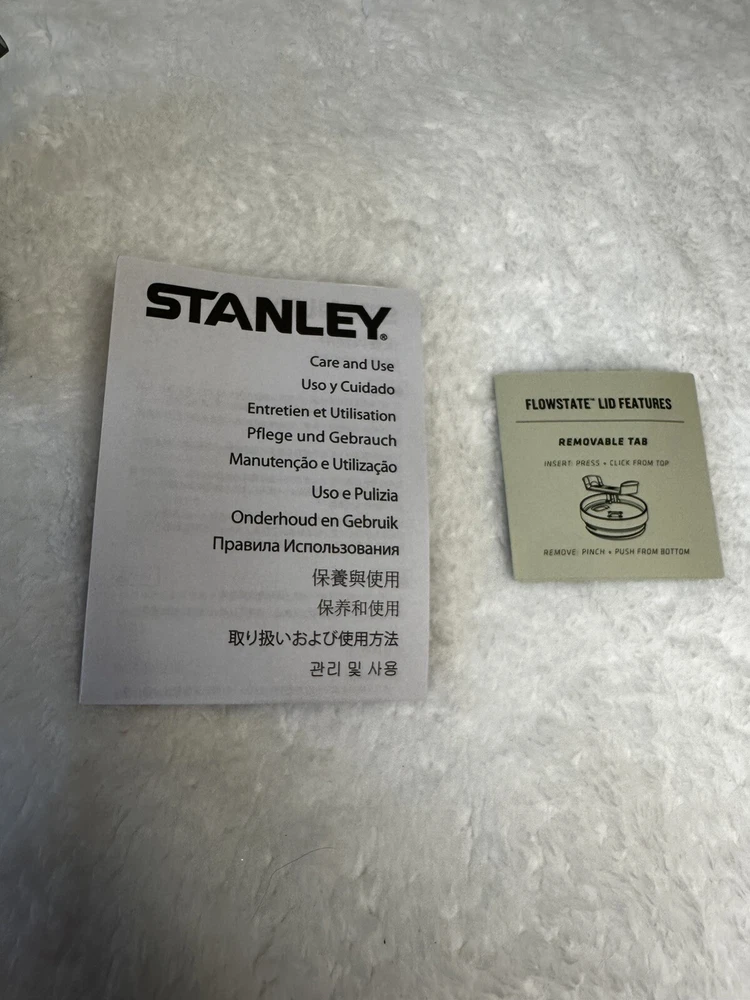 STANLEY®
Care and Use
Uso y Cuidado
Entretien et Utilisation
Pflege und Gebrauch
Manutenção e Utilização
Uso e Pulizia
Onderhoud en Gebruik
Правила Использования
保養與使用
保养和使用
取り扱いおよび使用方法
관리 및 사용
FLOWSTATE™ LID FEATURES
REMOVABLE TAB
INSERT: PRESS + CLICK FROM TOP
REMOVE: PINCH + PUSH FROM BOTTOM